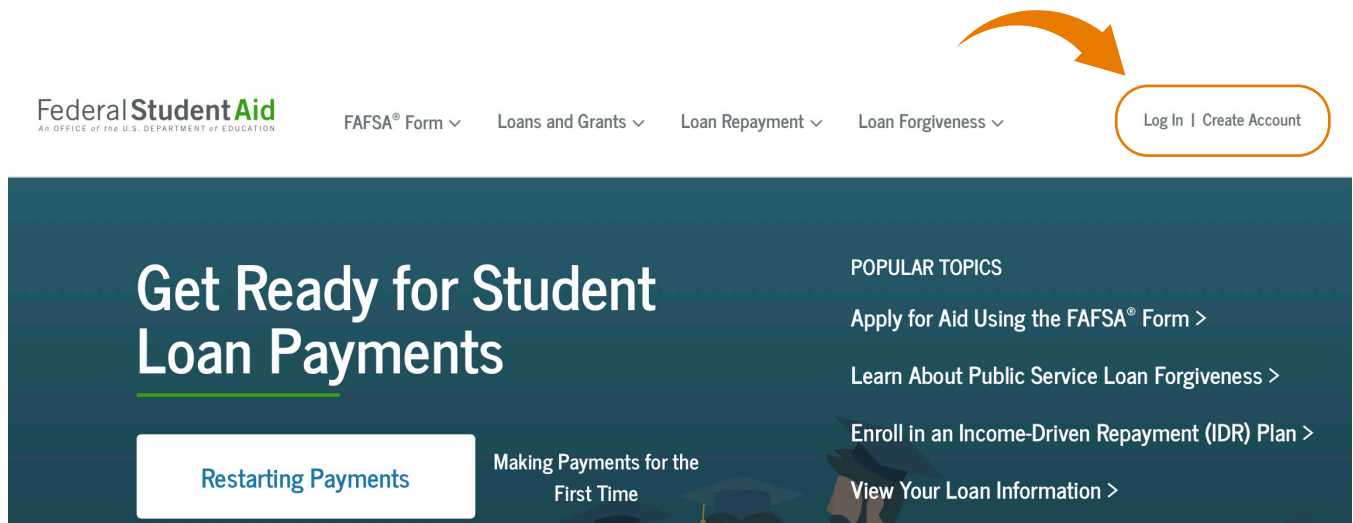 Federal Student Aid
An OFFICE of the U.S. DEPARTMENT of EDUCATION
FAFSA® Form
Loans and Grants
Loan Repayment
Loan Forgiveness
Log In | Create Account
Get Ready for Student
Loan Payments
Restarting Payments
Making Payments for the
First Time
POPULAR TOPICS
Apply for Aid Using the FAFSA® Form >
Learn About Public Service Loan Forgiveness >
Enroll in an Income-Driven Repayment (IDR) Plan >
View Your Loan Information >